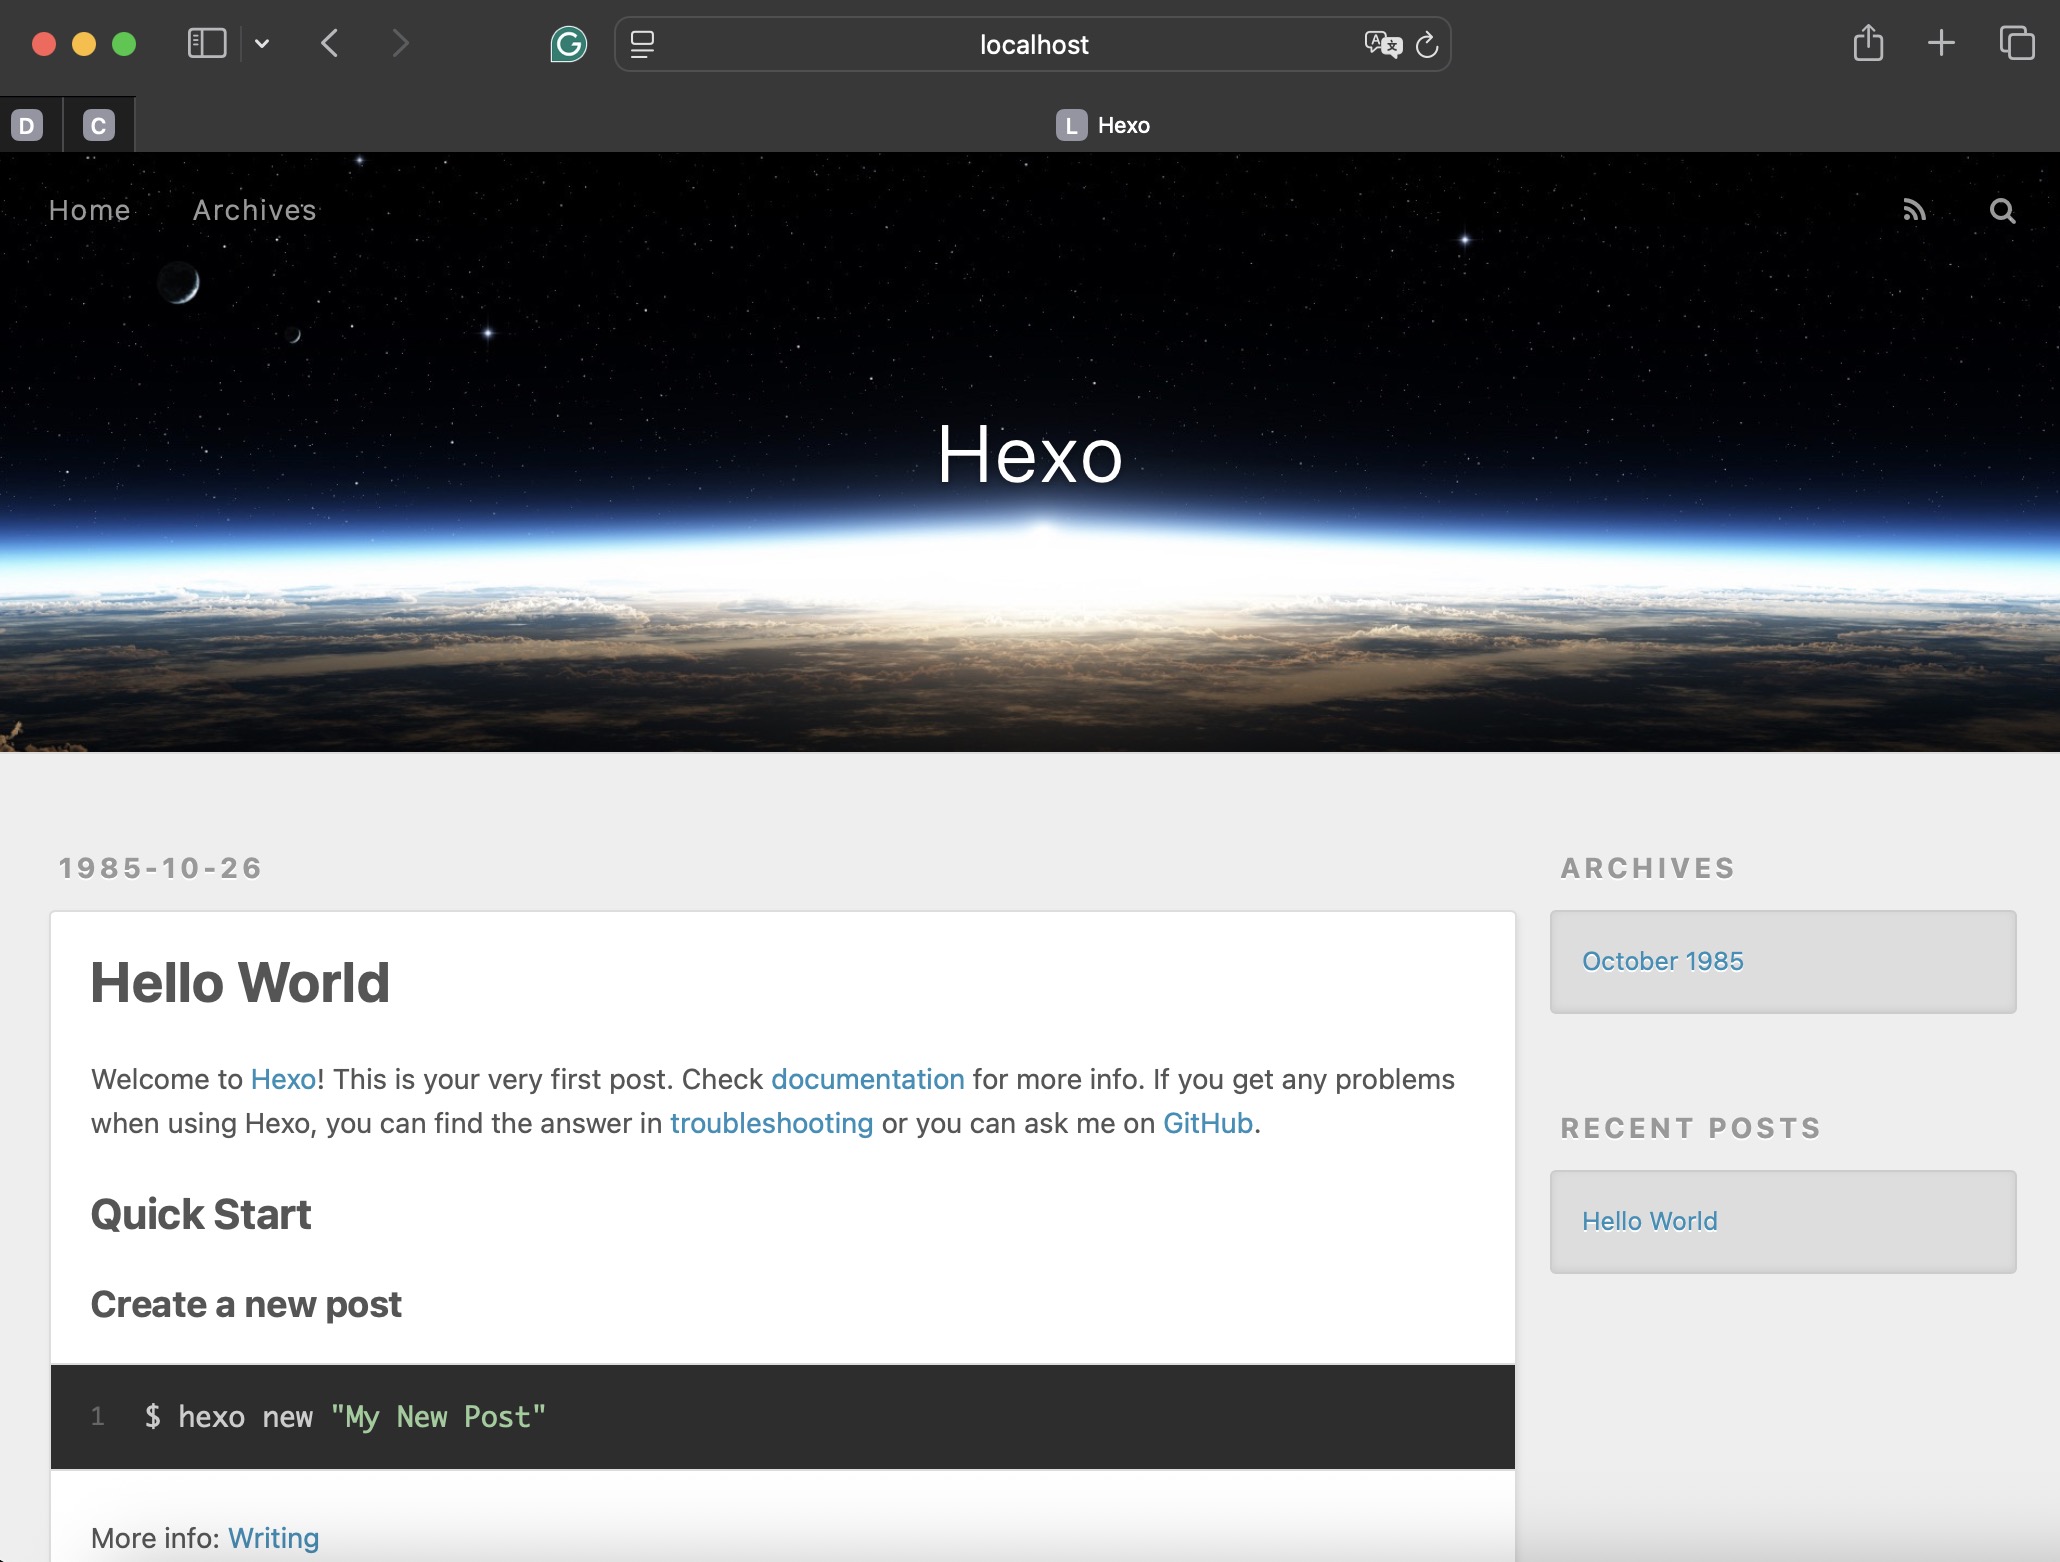 localhost
D
C
L Hexo
Home Archives
Hexo
1985-10-26
Hello World
Welcome to Hexo! This is your very first post. Check documentation for more info. If you get any problems
when using Hexo, you can find the answer in troubleshooting or you can ask me on GitHub.
Quick Start
Create a new post
1 $ hexo new "My New Post"
More info: Writing
ARCHIVES
October 1985
RECENT POSTS
Hello World